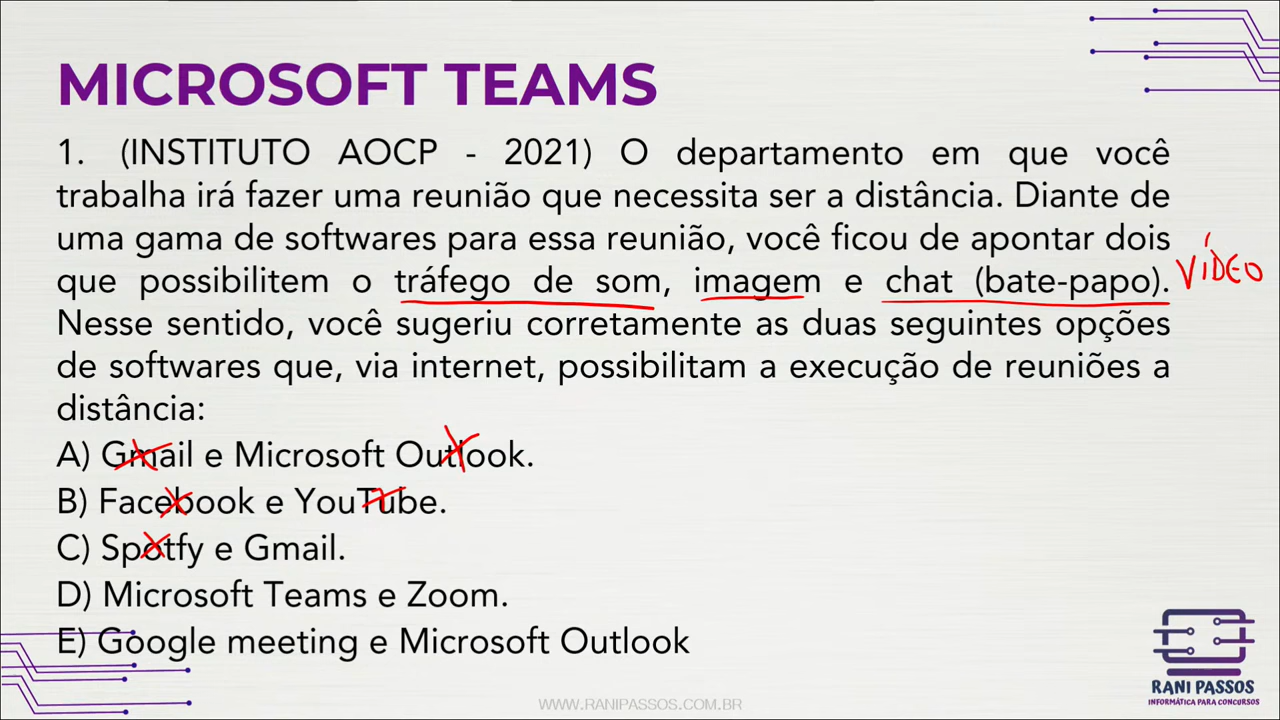 MICROSOFT TEAMS
1. (INSTITUTO AOCP - 2021) O departamento em que você
trabalha irá fazer uma reunião que necessita ser a distância. Diante de
uma gama de softwares para essa reunião, você ficou de apontar dois
que possibilitem o tráfego de som, imagem e chat (bate-papo). VÍDEO
Nesse sentido, você sugeriu corretamente as duas seguintes opções
de softwares que, via internet, possibilitam a execução de reuniões a
distância:
A) Gmail e Microsoft Outlook.
B) Facebook e YouTube.
C) Spotfy e Gmail.
D) Microsoft Teams e Zoom.
E) Google meeting e Microsoft Outlook
RANI PASSOS
INFORMÁTICA PARA CONCURSOS
WWW.RANIPASSOS.COM.BR